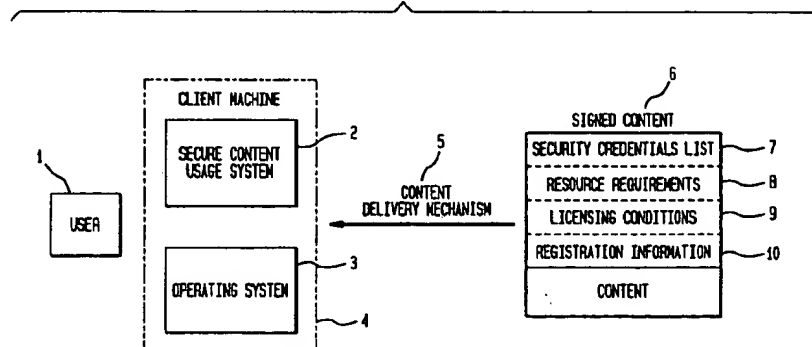 CLIENT MACHINE
SECURE CONTENT
USAGE SYSTEM
2
1
USER
OPERATING SYSTEM
3
4
5
CONTENT
DELIVERY MECHANISM
6
SIGNED CONTENT
SECURITY CREDENTIALS LIST
7
RESOURCE REQUIREMENTS
8
LICENSING CONDITIONS
9
REGISTRATION INFORMATION
10
CONTENT